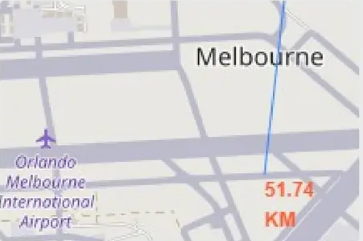 Melbourne
Orlando
Melbourne
International
Airport
51.74
KM